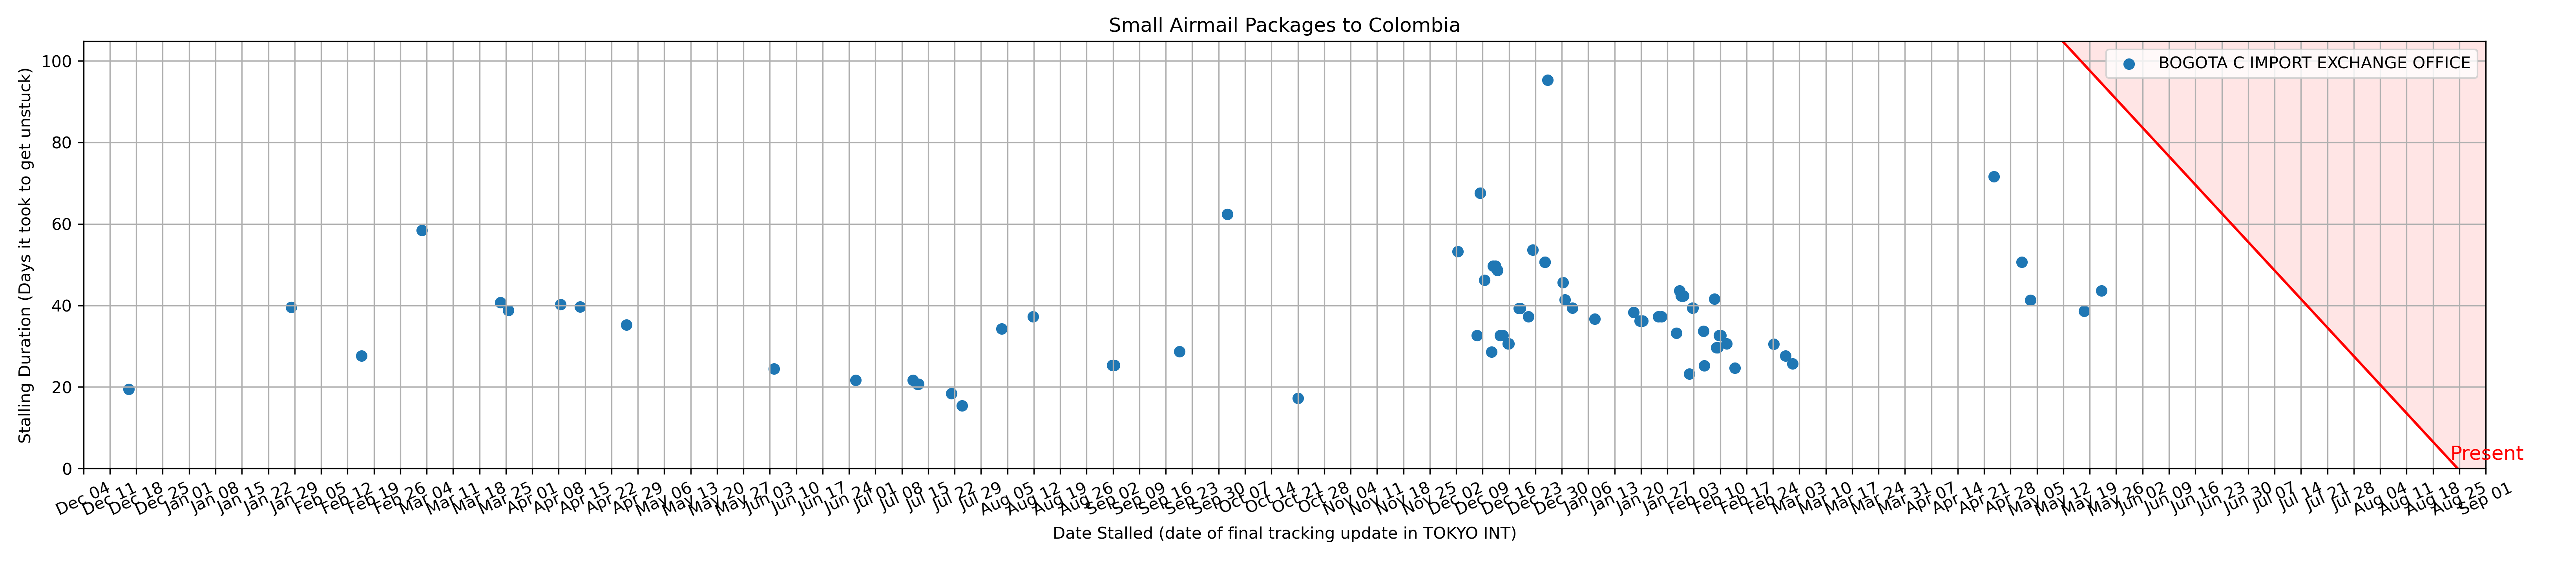 Small Airmail Packages to Colombia
BOGOTA C IMPORT EXCHANGE OFFICE
Stalling Duration (Days it took to get unstuck)
100
80
60
40
20
0
Present
Dec 04
Dec 11
Dec 18
Dec 25
Jan 01
Jan 08
Jan 15
Jan 22
Jan 29
Feb 05
Feb 12
Feb 19
Feb 26
Mar 04
Mar 11
Mar 18
Mar 25
Apr 01
Apr 08
Apr 15
Apr 22
Apr 29
May 06
May 13
May 20
May 27
Jun 03
Jun 10
Jun 17
Jun 24
Jul 01
Jul 08
Jul 15
Jul 22
Jul 29
Aug 05
Aug 12
Aug 19
Aug 26
Sep 02
Sep 09
Sep 16
Sep 23
Sep 30
Oct 07
Oct 14
Oct 21
Oct 28
Nov 04
Nov 11
Nov 18
Nov 25
Dec 02
Dec 09
Dec 16
Dec 23
Dec 30
Jan 06
Jan 13
Jan 20
Jan 27
Feb 03
Feb 10
Feb 17
Feb 24
Mar 03
Mar 10
Mar 17
Mar 24
Mar 31
Apr 07
Apr 14
Apr 21
Apr 28
May 05
May 12
May 19
May 26
Jun 02
Jun 09
Jun 16
Jun 23
Jun 30
Jul 07
Jul 14
Jul 21
Jul 28
Aug 04
Aug 11
Aug 18
Aug 25
Sep 01
Date Stalled (date of final tracking update in TOKYO INT)